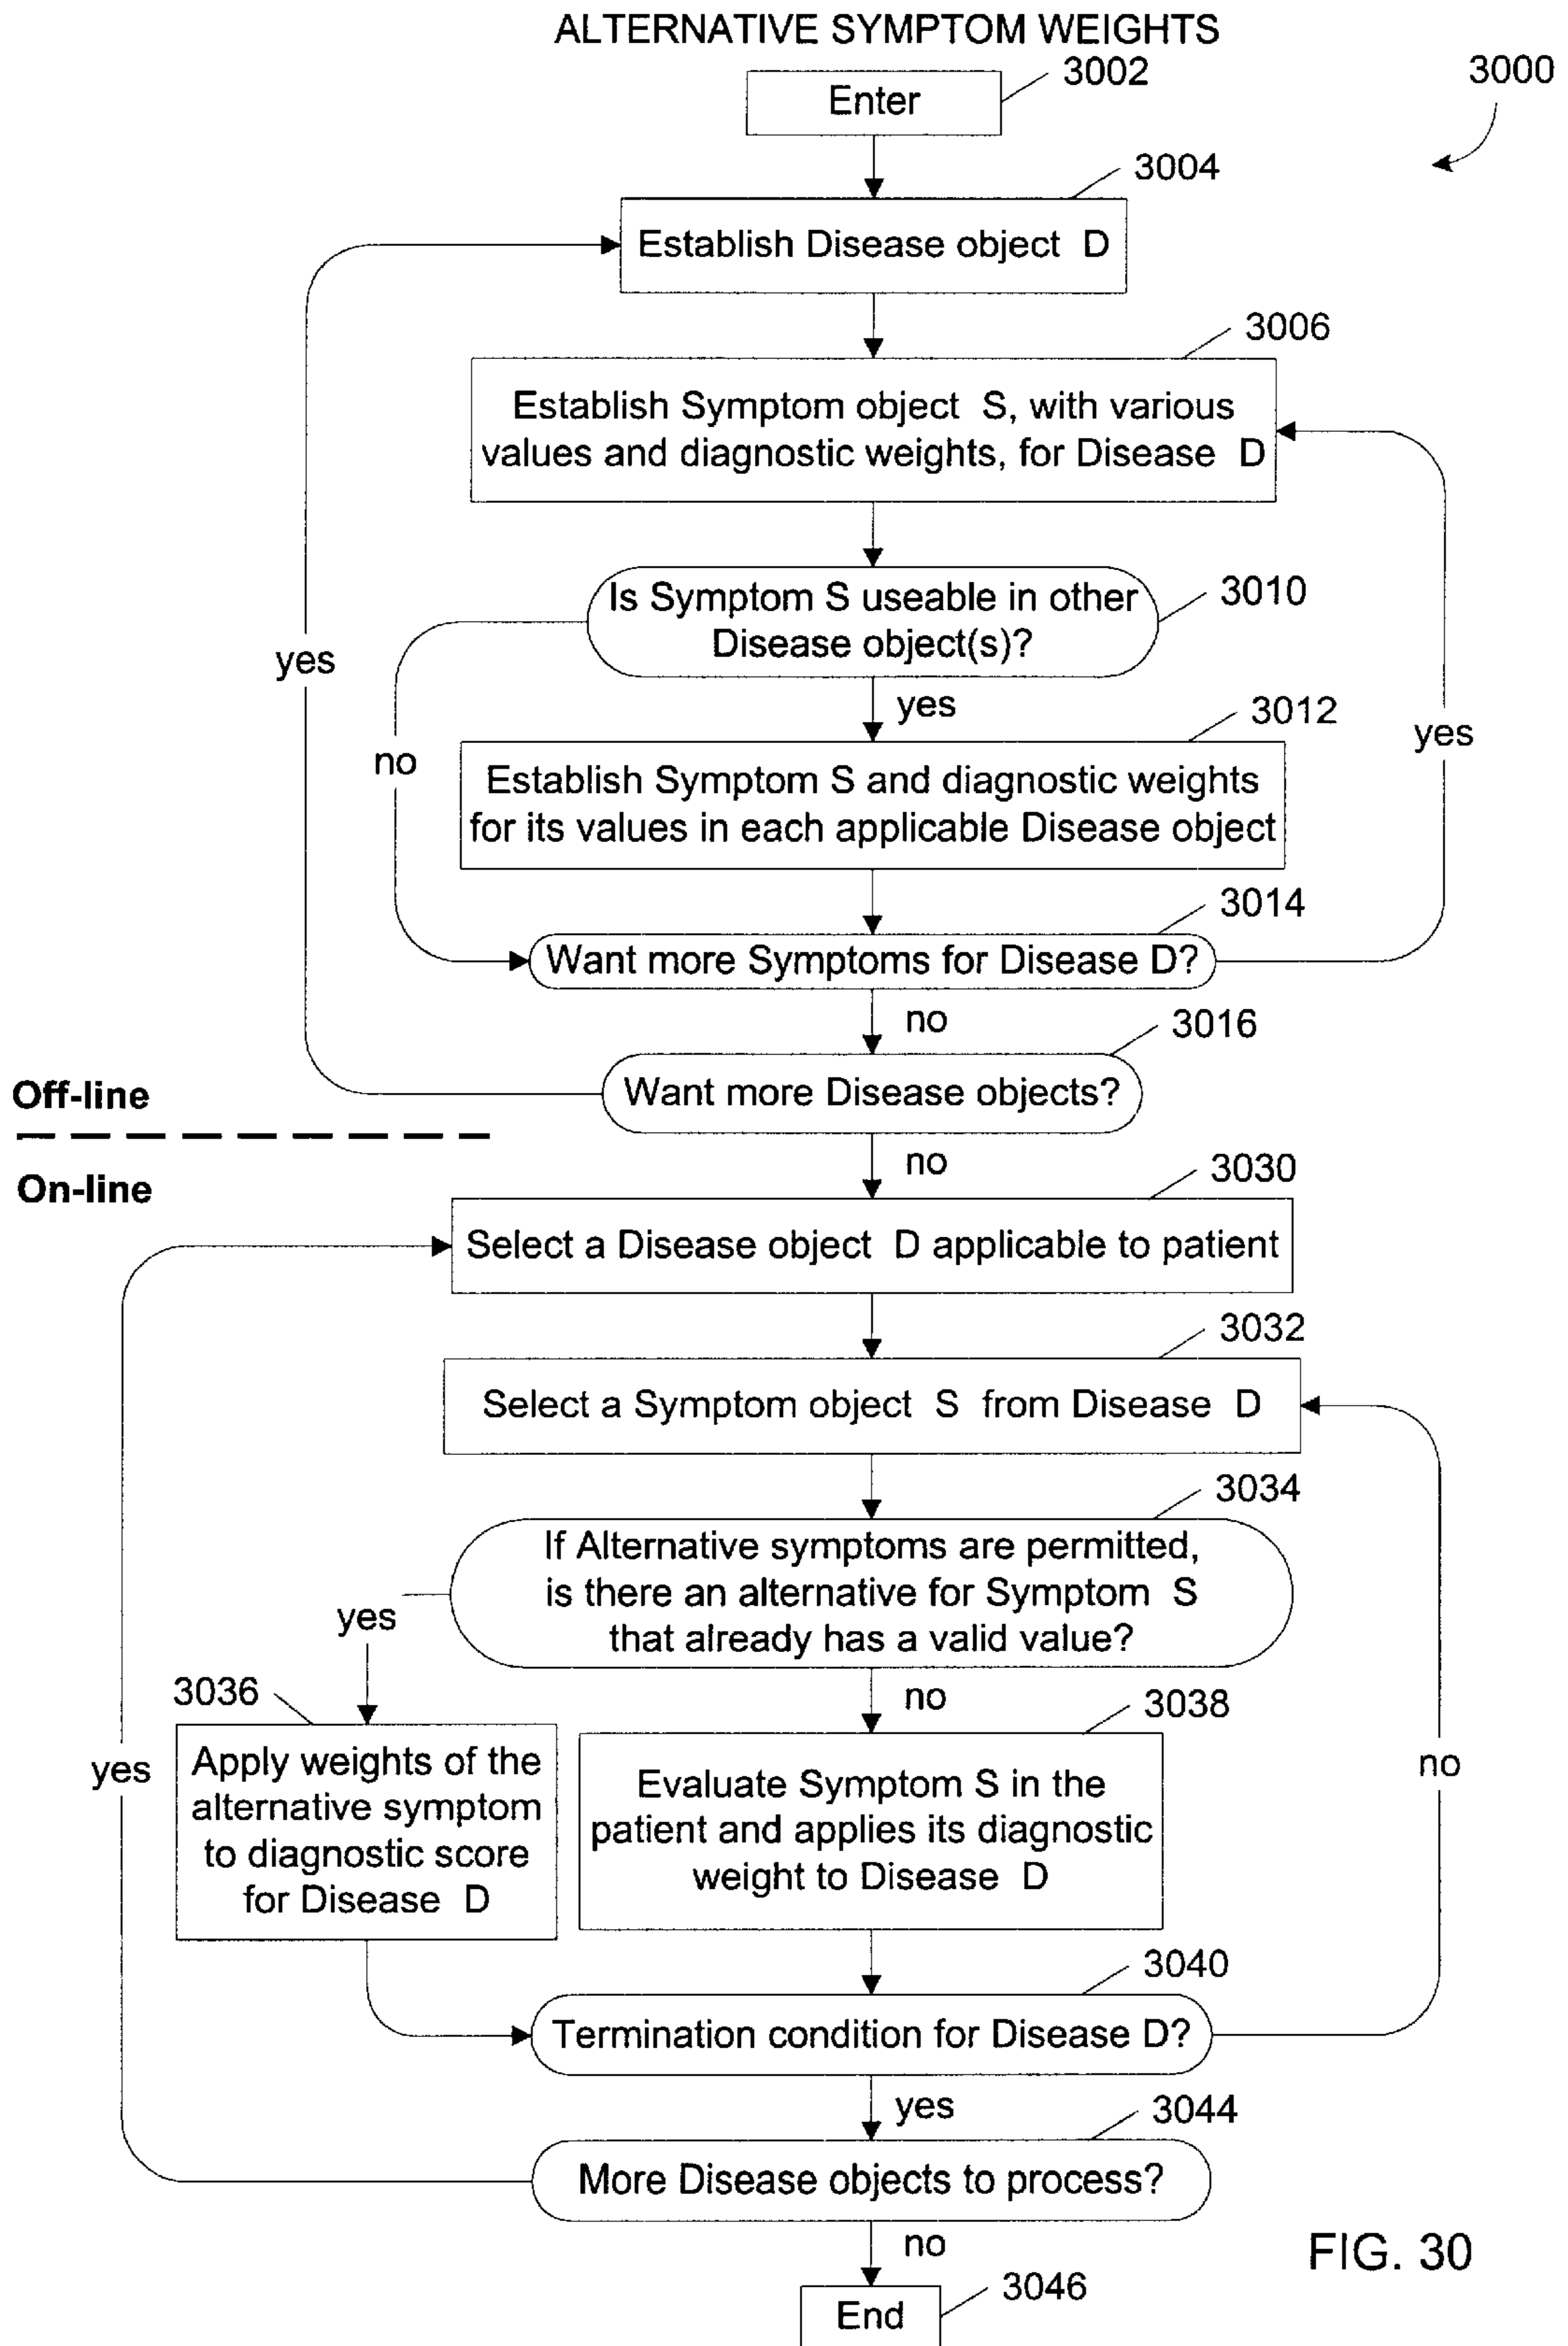 ALTERNATIVE SYMPTOM WEIGHTS
3002
3000
Enter
3004
Establish Disease object D
3006
Establish Symptom object S, with various
values and diagnostic weights, for Disease D
Is Symptom S useable in other
Disease object(s)?
3010
yes
yes
3012
yes
no
Establish Symptom S and diagnostic weights
for its values in each applicable Disease object
3014
Want more Symptoms for Disease D?
no
3016
Want more Disease objects?
Off-line
On-line
no
3030
Select a Disease object D applicable to patient
3032
Select a Symptom object S from Disease D
3034
If Alternative symptoms are permitted,
is there an alternative for Symptom S
that already has a valid value?
yes
3036
no
3038
yes
no
Apply weights of the
alternative symptom
to diagnostic score
for Disease D
Evaluate Symptom S in the
patient and applies its diagnostic
weight to Disease D
3040
Termination condition for Disease D?
yes
3044
More Disease objects to process?
no
FIG. 30
3046
End